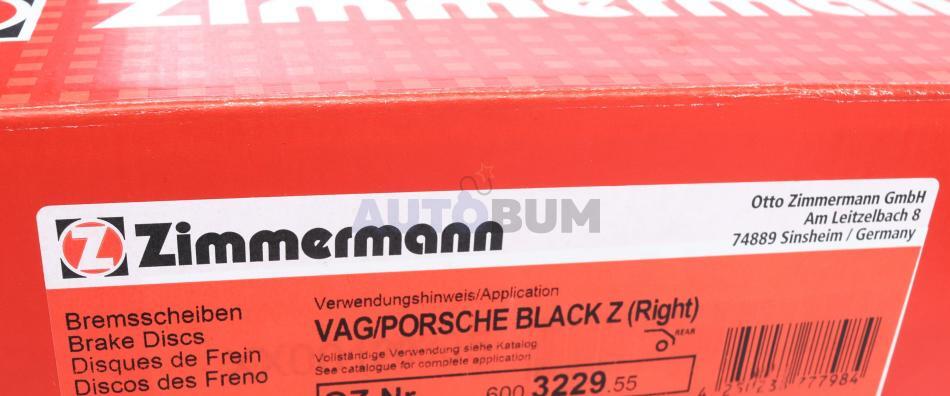 Zimmermann
Otto Zimmermann GmbH
Am Leitzelbach 8
74889 Sinsheim / Germany
AUTOBUM
Z Zimmermann
Bremsscheiben
Brake Discs
Disques de Frein
Discos des Freno
Verwendungshinweis/Application
VAG/PORSCHE BLACK Z (Right)
REAR
Vollständige Verwendung siehe Katalog
See catalogue for complete application
OZ-Nr
600 3229.55